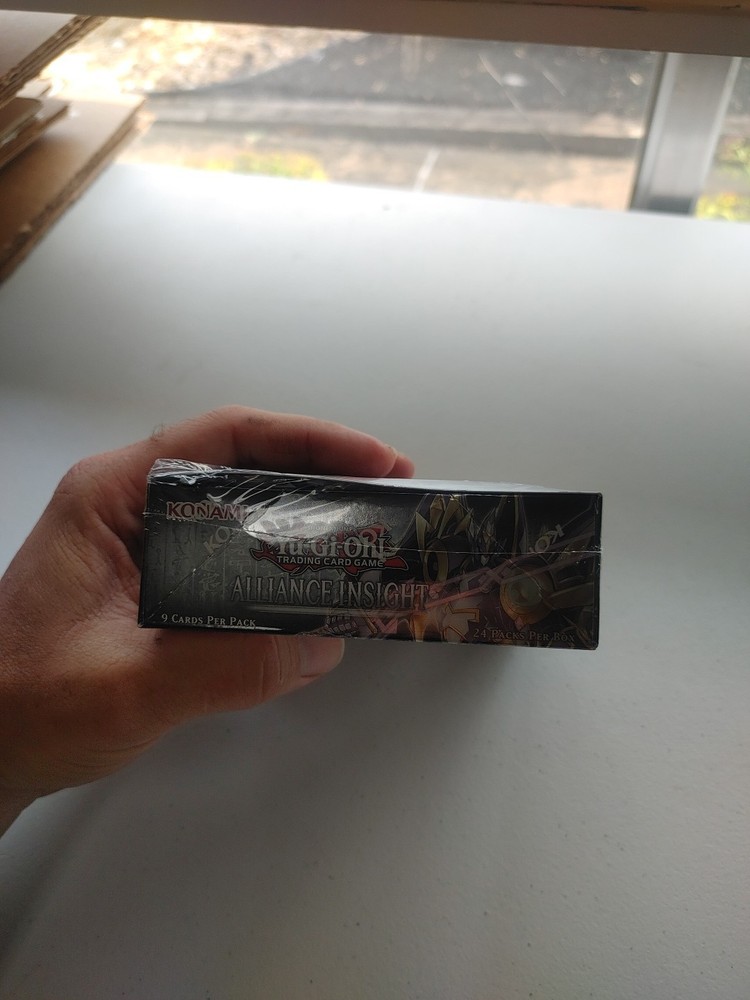 KONAMI
Yu-Gi-Oh!
TRADING CARD GAME
ALLIANCE INSIGHT
9 CARDS PER PACK
24 PACKS PER BOX